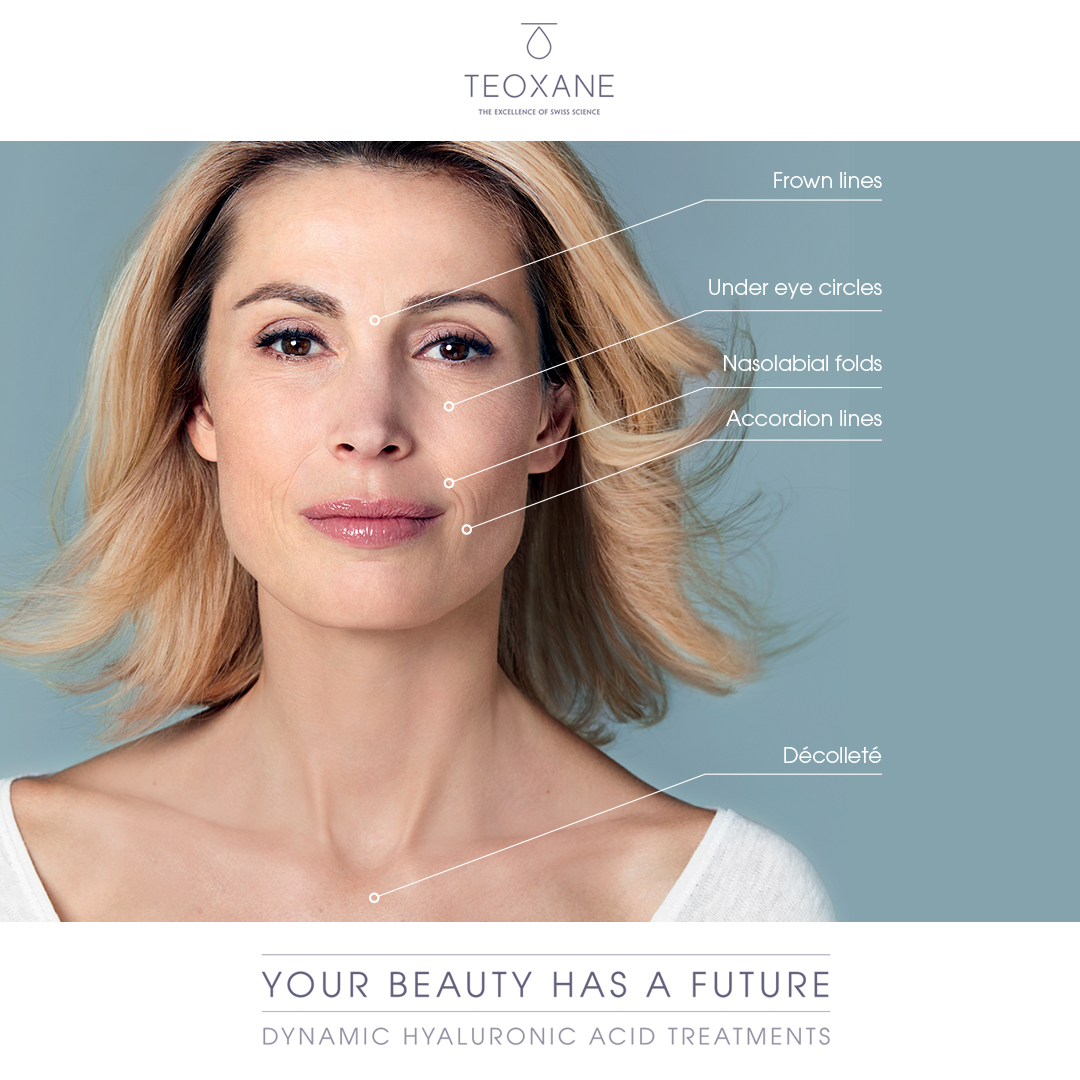 TEOXANE
THE EXCELLENCE OF SWISS SCIENCE
Frown lines
Under eye circles
Nasolabial folds
Accordion lines
Décolleté
YOUR BEAUTY HAS A FUTURE
DYNAMIC HYALURONIC ACID TREATMENTS